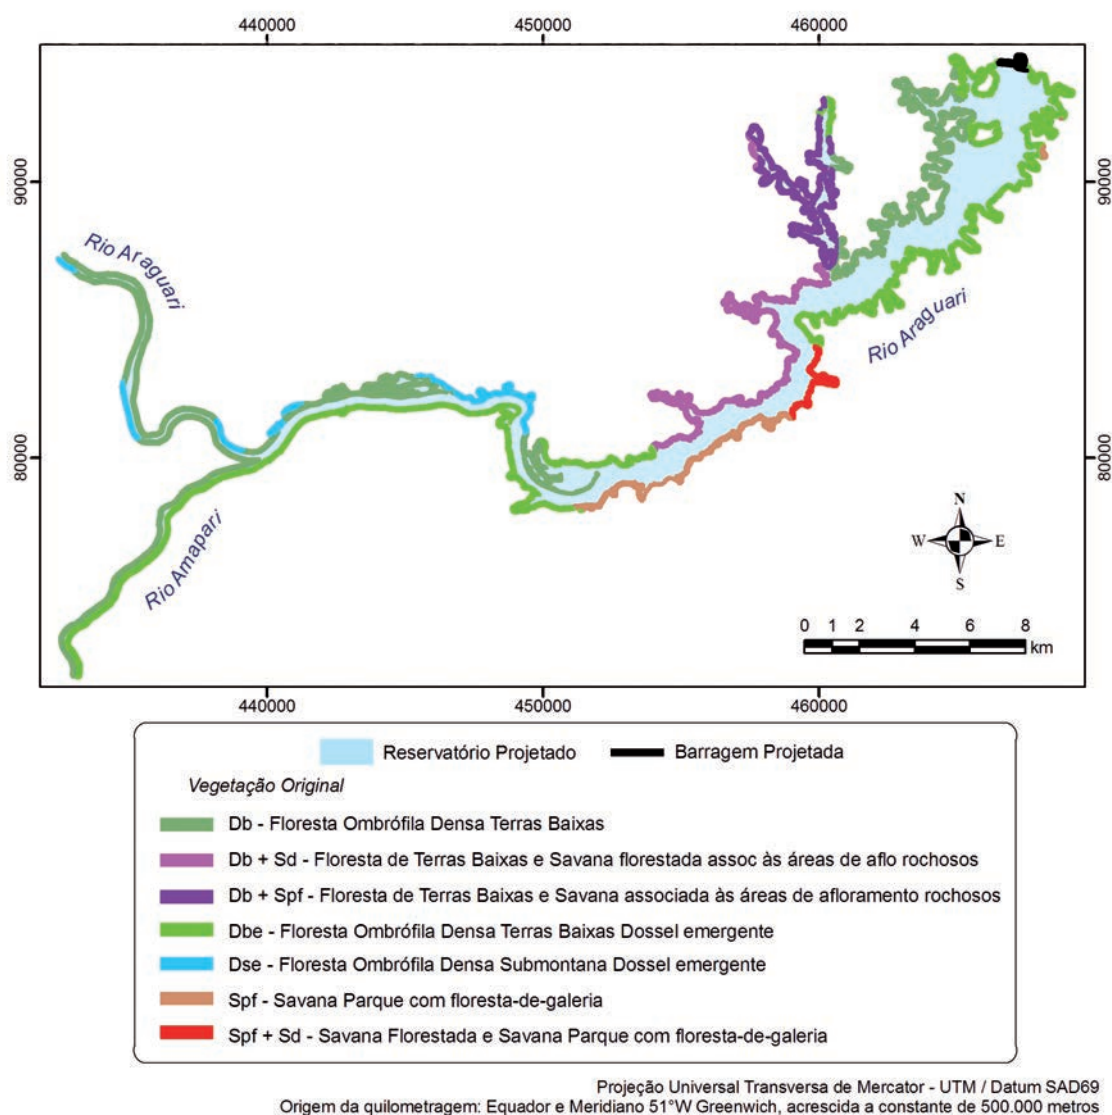 440000 450000 460000
90000 90000
Rio Araguari
Rio Araguari
80000 80000
Rio Amapari
N
W E
S
0 1 2 4 6 8
km
440000 450000 460000
Reservatório Projetado Barragem Projetada
Vegetação Original
Db - Floresta Ombrófila Densa Terras Baixas
Db + Sd - Floresta de Terras Baixas e Savana florestada assoc às áreas de aflo rochosos
Db + Spf - Floresta de Terras Baixas e Savana associada às áreas de afloramento rochosos
Dbe - Floresta Ombrófila Densa Terras Baixas Dossel emergente
Dse - Floresta Ombrófila Densa Submontana Dossel emergente
Spf - Savana Parque com floresta-de-galeria
Spf + Sd - Savana Florestada e Savana Parque com floresta-de-galeria
Projeção Universal Transversa de Mercator - UTM / Datum SAD69
Origem da quilometragem: Equador e Meridiano 51°W Greenwich, acrescida a constante de 500.000 metros